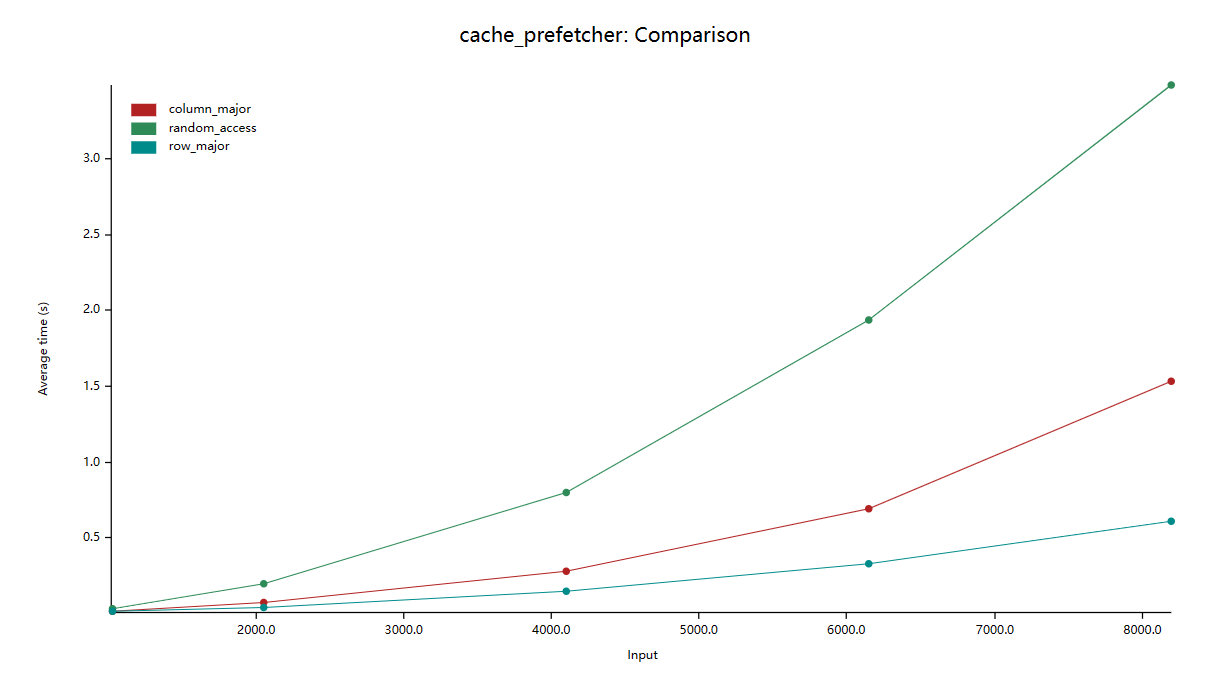 cache_prefetcher: Comparison
column_major
random_access
row_major
3.0
2.5
2.0
1.5
1.0
0.5
Average time (s)
2000.0 3000.0 4000.0 5000.0 6000.0 7000.0 8000.0
Input